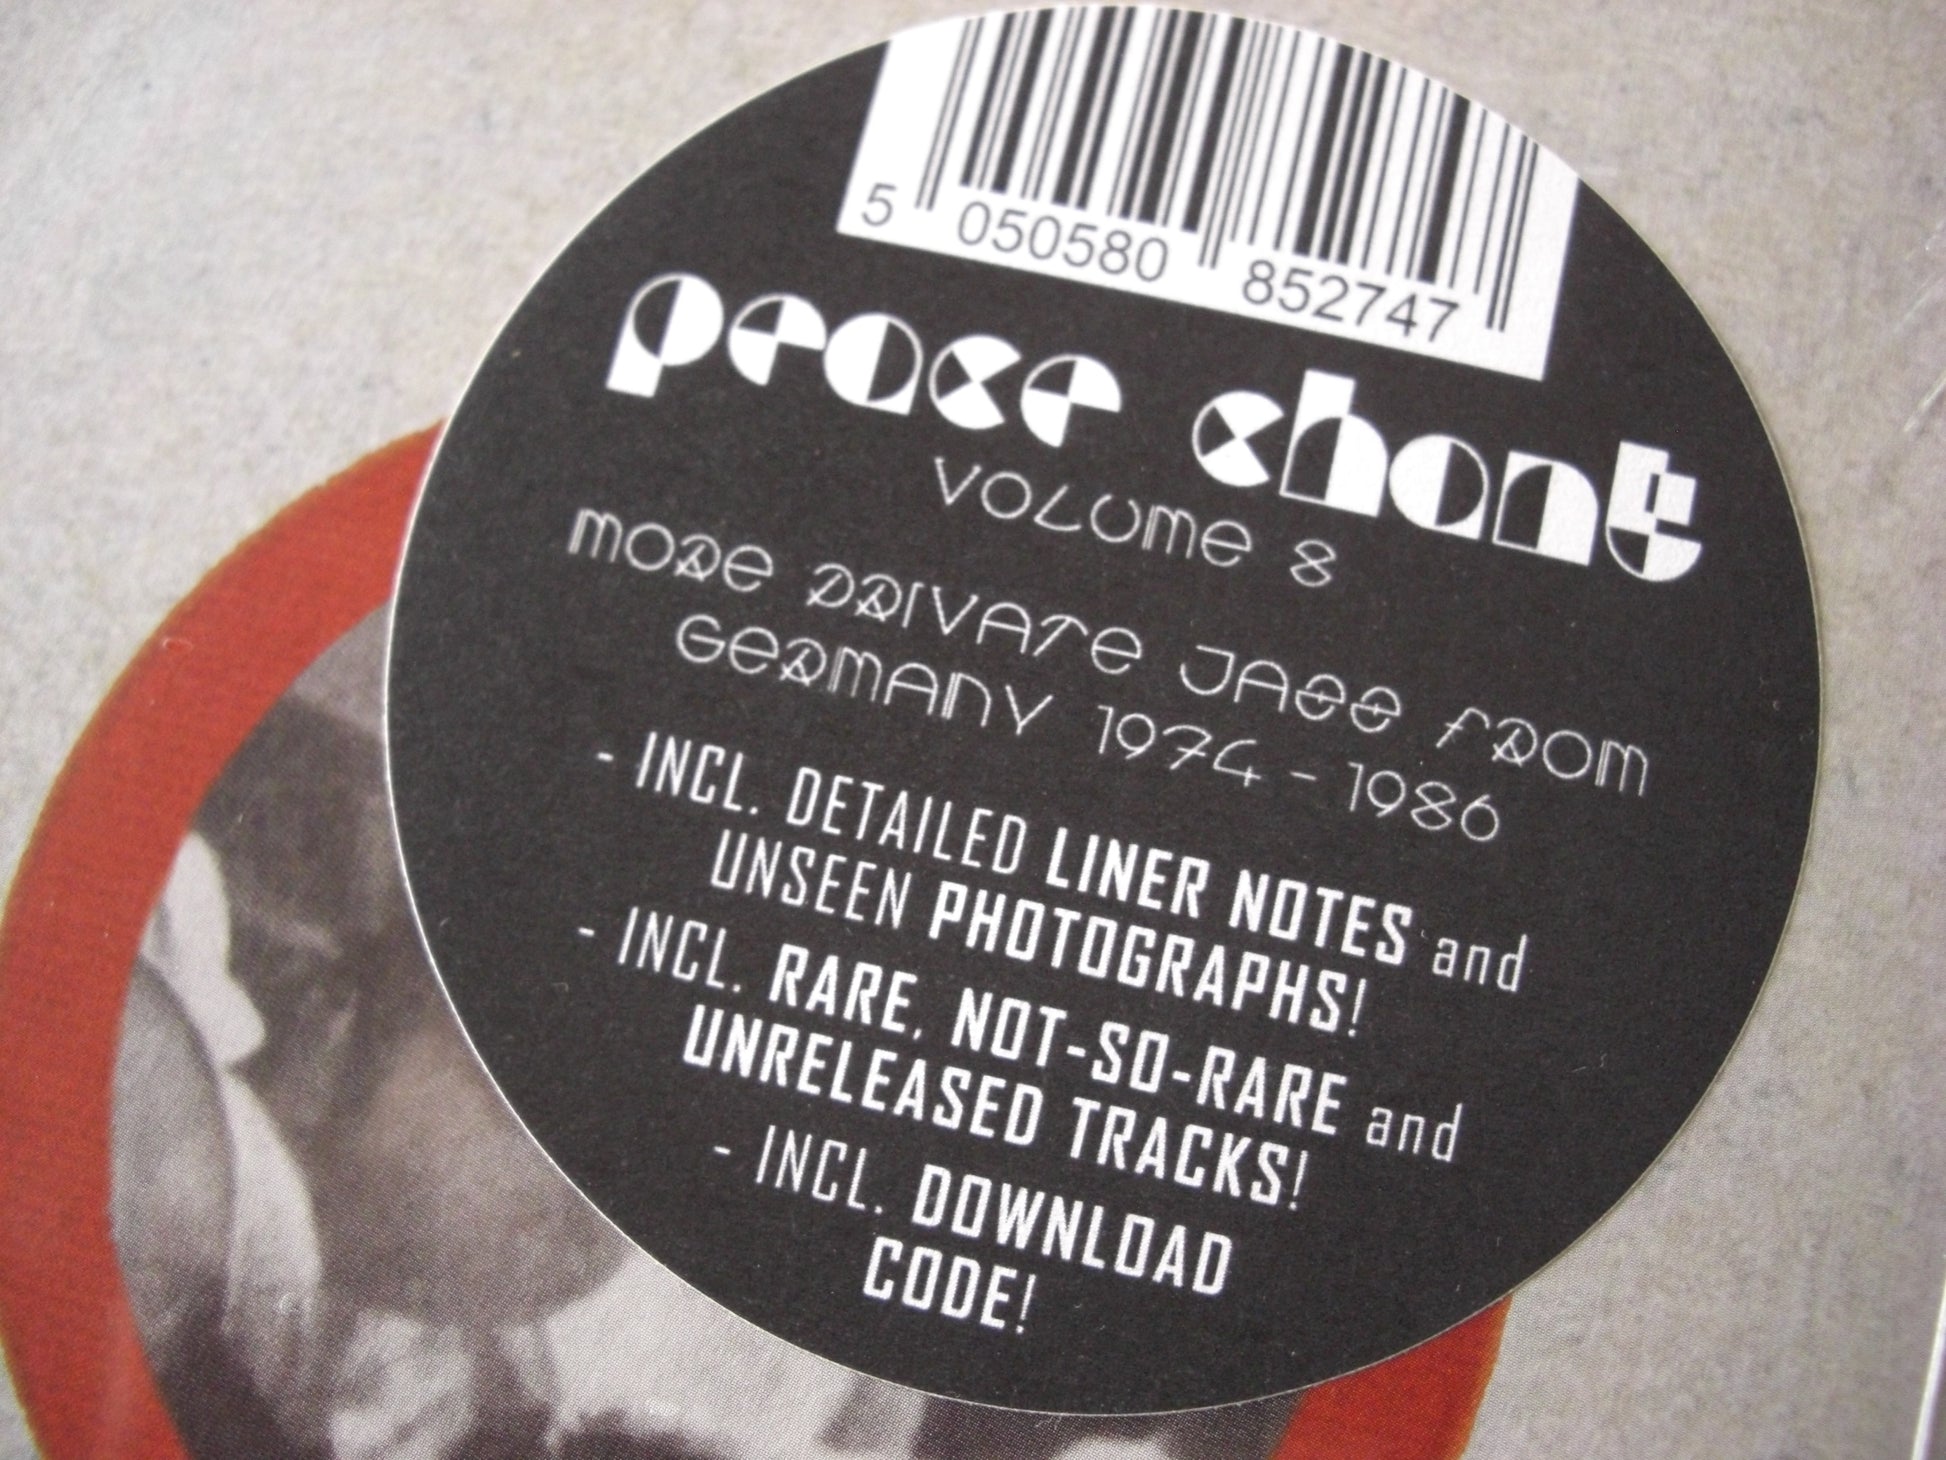 5 050580 852747
peace chant
VOLUME 8
MORE PRIVATE JAZZ FROM
GERMANY 1974 - 1986
- INCL. DETAILED LINER NOTES and
UNSEEN PHOTOGRAPHS!
- INCL. RARE, NOT-SO-RARE and
UNRELEASED TRACKS!
- INCL. DOWNLOAD
CODE!